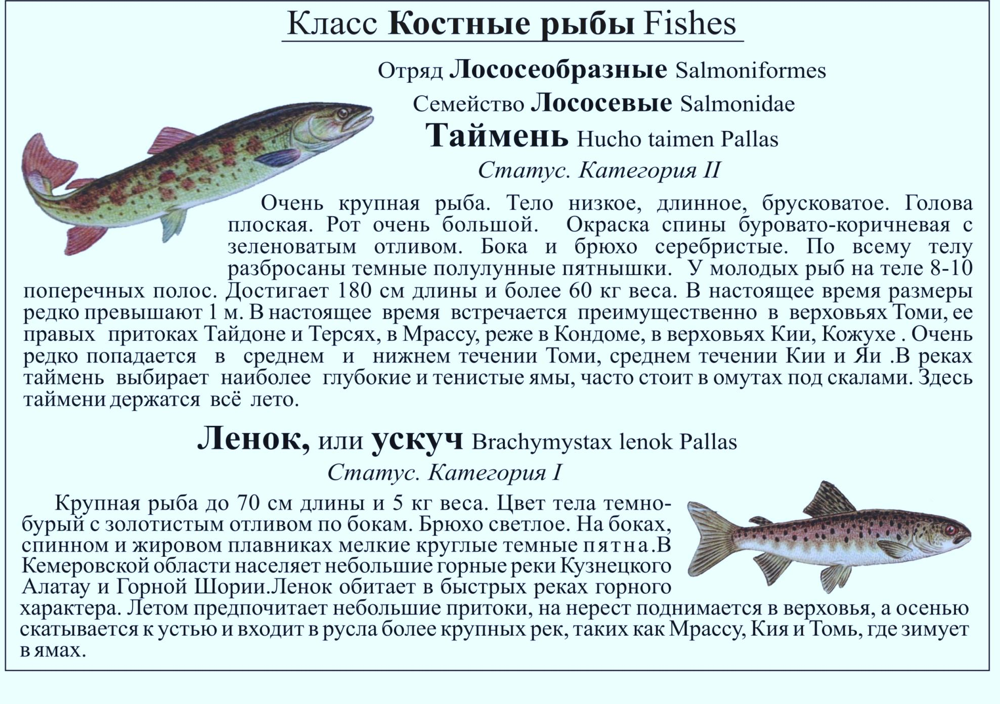 Класс Костные рыбы Fishes
Отряд Лососеобразные Salmoniformes
Семейство Лососевые Salmonidae
Таймень Hucho taimen Pallas
Статус. Категория II
Очень крупная рыба. Тело низкое, длинное, брусковатое. Голова
плоская. Рот очень большой. Окраска спины буровато-коричневая с
зеленоватым отливом. Бока и брюхо серебристые. По всему телу
разбросаны темные полулунные пятнышки. У молодых рыб на теле 8-10
поперечных полос. Достигает 180 см длины и более 60 кг веса. В настоящее время размеры
редко превышают 1 м. В настоящее время встречается преимущественно в верховьях Томи, ее
правых притоках Тайдоне и Терсях, в Мрассу, реже в Кондоме, в верховьях Кии, Кожухе . Очень
редко попадается в среднем и нижнем течении Томи, среднем течении Кии и Яи .В реках
таймень выбирает наиболее глубокие и тенистые ямы, часто стоит в омутах под скалами. Здесь
таймени держатся всё лето.
Ленок, или ускуч Brachymystax lenok Pallas
Статус. Категория I
Крупная рыба до 70 см длины и 5 кг веса. Цвет тела темно-
бурый с золотистым отливом по бокам. Брюхо светлое. На боках,
спинном и жировом плавниках мелкие круглые темные пятна.В
Кемеровской области населяет небольшие горные реки Кузнецкого
Алатау и Горной Шории.Ленок обитает в быстрых реках горного
характера. Летом предпочитает небольшие притоки, на нерест поднимается в верховья, а осенью
скатывается к устью и входит в русла более крупных рек, таких как Мрассу, Кия и Томь, где зимует
в ямах.